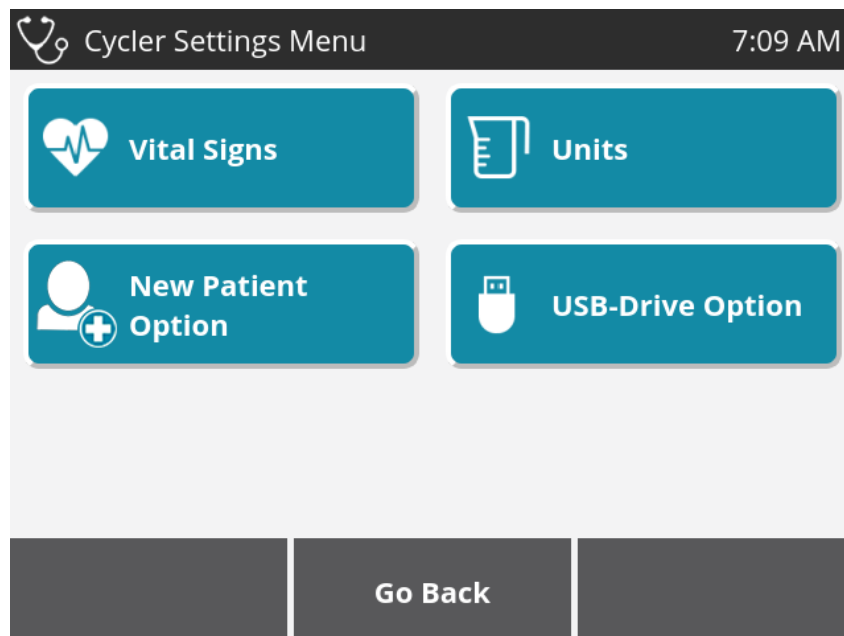 Cycler Settings Menu
7:09 AM
Vital Signs
Units
New Patient
Option
USB-Drive Option
Go Back